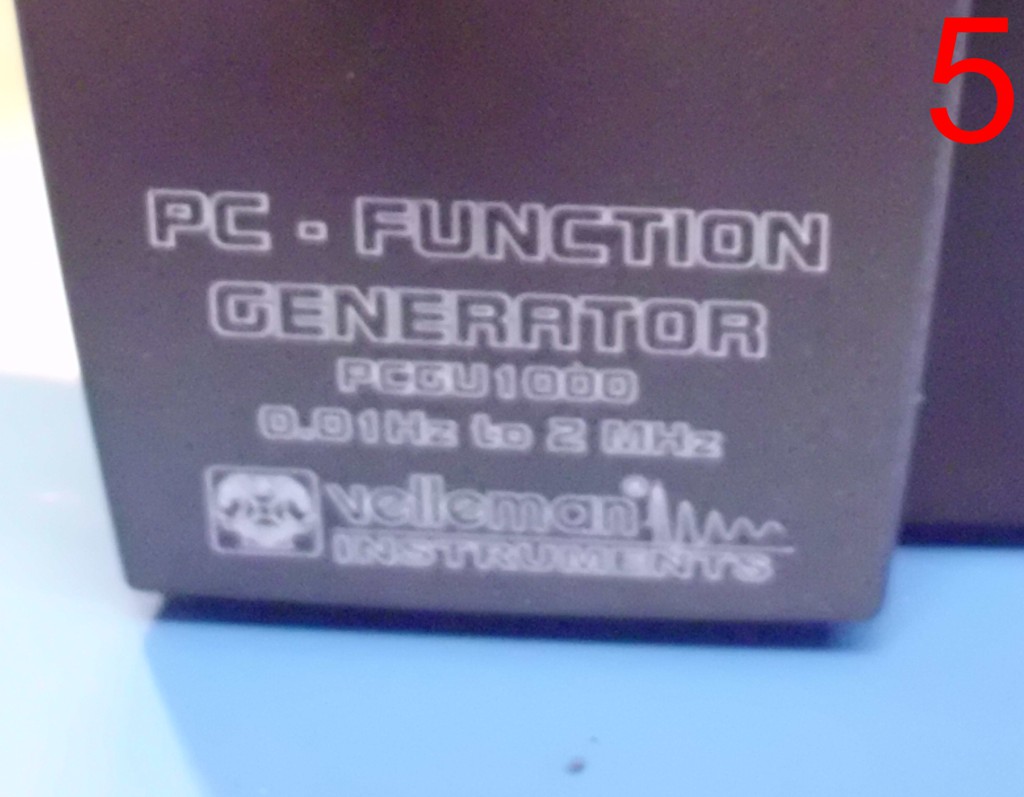 5
PC - FUNCTION
GENERATOR
PCGU1000
0.01Hz to 2 MHz
velleman®
INSTRUMENTS